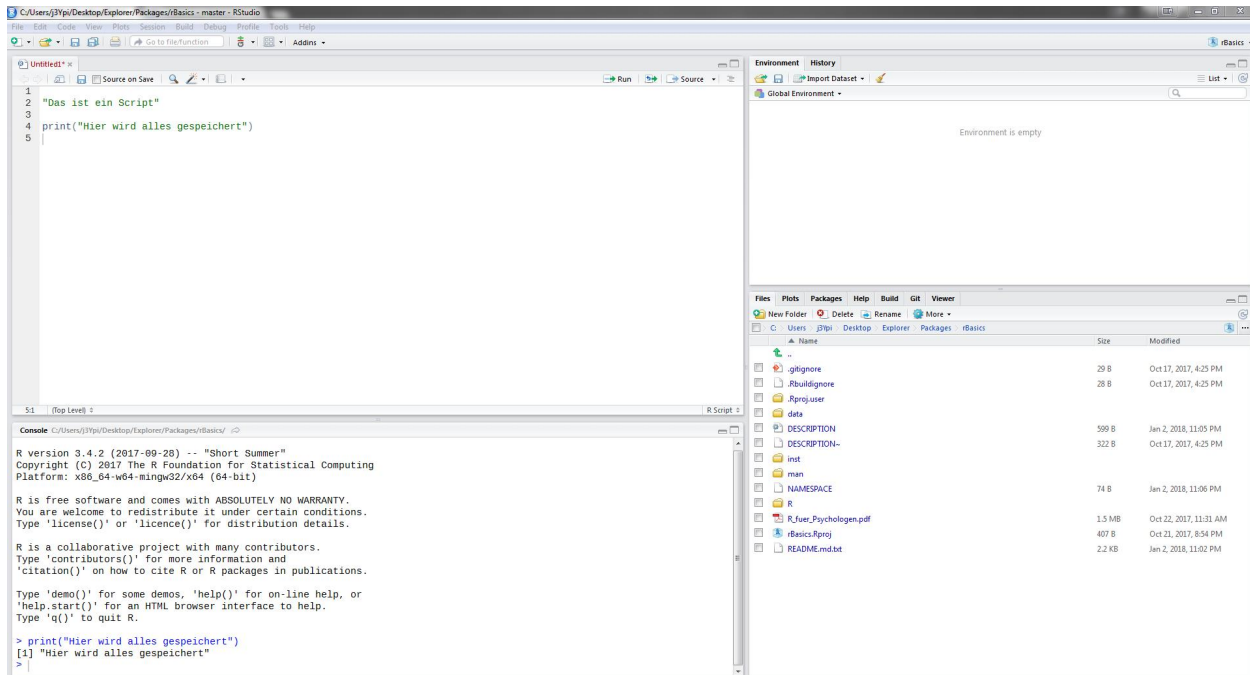 C:/Users/j3Ypi/Desktop/Explorer/Packages/rBasics - master - RStudio
File Edit Code View Plots Session Build Debug Profile Tools Help
Go to file/function Addins rBasics
Untitled1*
Source on Save Run Source
1
2 "Das ist ein Script"
3
4 print("Hier wird alles gespeichert")
5
5:1 (Top Level) R Script
Console C:/Users/j3Ypi/Desktop/Explorer/Packages/rBasics/
R version 3.4.2 (2017-09-28) -- "Short Summer"
Copyright (C) 2017 The R Foundation for Statistical Computing
Platform: x86_64-w64-mingw32/x64 (64-bit)
R is free software and comes with ABSOLUTELY NO WARRANTY.
You are welcome to redistribute it under certain conditions.
Type 'license()' or 'licence()' for distribution details.
R is a collaborative project with many contributors.
Type 'contributors()' for more information and
'citation()' on how to cite R or R packages in publications.
Type 'demo()' for some demos, 'help()' for on-line help, or
'help.start()' for an HTML browser interface to help.
Type 'q()' to quit R.
> print("Hier wird alles gespeichert")
[1] "Hier wird alles gespeichert"
>
Environment History
Import Dataset List
Global Environment
Environment is empty
Files Plots Packages Help Build Git Viewer
New Folder Delete Rename More
C: Users j3Ypi Desktop Explorer Packages rBasics
Name Size Modified
..
.gitignore 29 B Oct 17, 2017, 4:25 PM
.Rbuildignore 28 B Oct 17, 2017, 4:25 PM
.Rproj.user
data
DESCRIPTION 599 B Jan 2, 2018, 11:05 PM
DESCRIPTION~ 322 B Oct 17, 2017, 4:25 PM
inst
man
NAMESPACE 74 B Jan 2, 2018, 11:06 PM
R
R_fuer_Psychologen.pdf 1.5 MB Oct 22, 2017, 11:31 AM
rBasics.Rproj 407 B Oct 21, 2017, 8:54 PM
README.md.txt 2.2 KB Jan 2, 2018, 11:02 PM